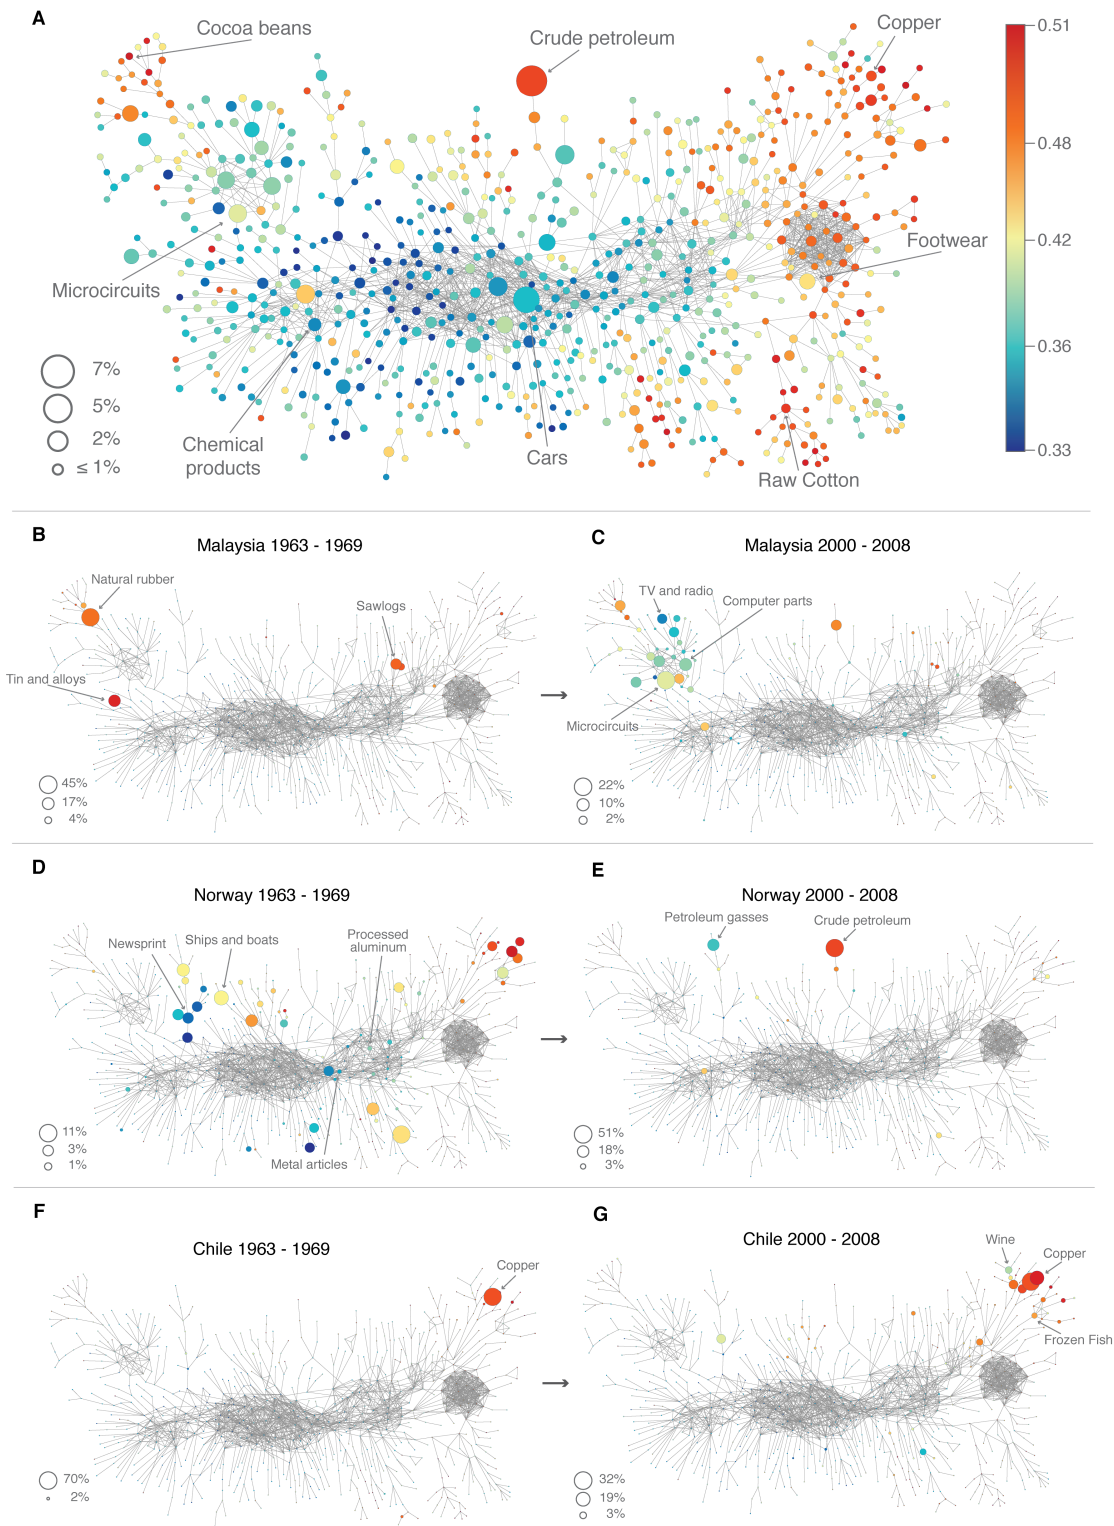 A
Cocoa beans
Crude petroleum
Copper
0.51
0.48
0.42
0.36
0.33
Footwear
Microcircuits
7%
5%
2%
≤ 1%
Chemical
products
Cars
Raw Cotton
B
Malaysia 1963 - 1969
Natural rubber
Sawlogs
Tin and alloys
45%
17%
4%
C
Malaysia 2000 - 2008
TV and radio
Computer parts
Microcircuits
22%
10%
2%
D
Norway 1963 - 1969
Newsprint
Ships and boats
Processed
aluminum
Metal articles
11%
3%
1%
E
Norway 2000 - 2008
Petroleum gasses
Crude petroleum
51%
18%
3%
F
Chile 1963 - 1969
Copper
70%
2%
G
Chile 2000 - 2008
Wine
Copper
Frozen Fish
32%
19%
3%